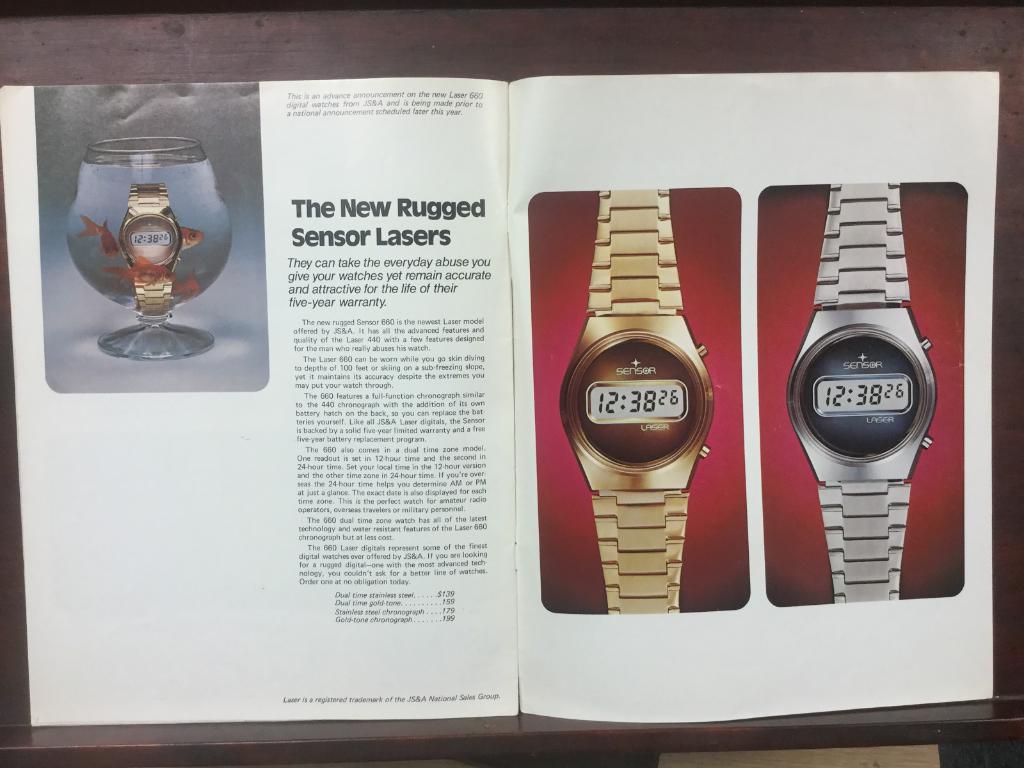 This is an advance announcement on the new Laser 660
digital watches from JS&A and is being made prior to
a national announcement scheduled later this year.
12:38 26
The New Rugged
Sensor Lasers
They can take the everyday abuse you
give your watches yet remain accurate
and attractive for the life of their
five-year warranty.
The new rugged Sensor 660 is the newest Laser model
offered by JS&A. It has all the advanced features and
quality of the Laser 440 with a few features designed
for the man who really abuses his watch.
The Laser 660 can be worn while you go skin diving
to depths of 100 feet or skiing on a sub-freezing slope,
yet it maintains its accuracy despite the extremes you
may put your watch through.
The 660 features a full-function chronograph similar
to the 440 chronograph with the addition of its own
battery hatch on the back, so you can replace the bat-
teries yourself. Like all JS&A Laser digitals, the Sensor
is backed by a solid five-year limited warranty and a free
five-year battery replacement program.
The 660 also comes in a dual time zone model.
One readout is set in 12-hour time and the second in
24-hour time. Set your local time in the 12-hour version
and the other time zone in 24-hour time. If you're over-
seas the 24-hour time helps you determine AM or PM
at just a glance. The exact date is also displayed for each
time zone. This is the perfect watch for amateur radio
operators, overseas travelers or military personnel.
The 660 dual time zone watch has all of the latest
technology and water resistant features of the Laser 660
chronograph but at less cost.
The 660 Laser digitals represent some of the finest
digital watches ever offered by JS&A. If you are looking
for a rugged digital—one with the most advanced tech-
nology, you couldn't ask for a better line of watches.
Order one at no obligation today.
Dual time stainless steel......$139
Dual time gold-tone..........159
Stainless steel chronograph....179
Gold-tone chronograph.......199
Laser is a registered trademark of the JS&A National Sales Group.
SENSOR
12:38 26
LASER
SENSOR
12:38 26
LASER